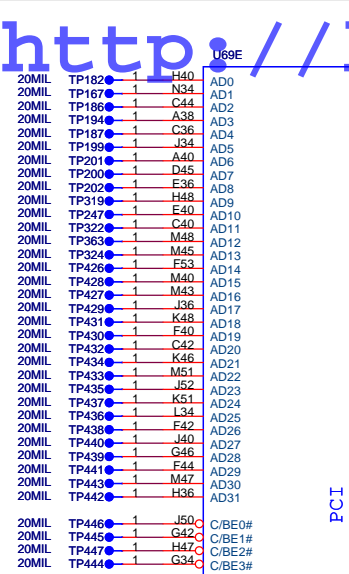 http://
U69E
20MIL TP182 1 H40 AD0
20MIL TP167 1 N34 AD1
20MIL TP186 1 C44 AD2
20MIL TP194 1 A38 AD3
20MIL TP187 1 C36 AD4
20MIL TP199 1 J34 AD5
20MIL TP201 1 A40 AD6
20MIL TP200 1 D45 AD7
20MIL TP202 1 E36 AD8
20MIL TP319 1 H48 AD9
20MIL TP247 1 E40 AD10
20MIL TP322 1 C40 AD11
20MIL TP363 1 M48 AD12
20MIL TP324 1 M45 AD13
20MIL TP426 1 F53 AD14
20MIL TP428 1 M40 AD15
20MIL TP427 1 M43 AD16
20MIL TP429 1 J36 AD17
20MIL TP431 1 K48 AD18
20MIL TP430 1 F40 AD19
20MIL TP432 1 C42 AD20
20MIL TP434 1 K46 AD21
20MIL TP433 1 M51 AD22
20MIL TP435 1 J52 AD23
20MIL TP437 1 K51 AD24
20MIL TP436 1 L34 AD25
20MIL TP438 1 F42 AD26
20MIL TP440 1 J40 AD27
20MIL TP439 1 G46 AD28
20MIL TP441 1 F44 AD29
20MIL TP443 1 M47 AD30
20MIL TP442 1 H36 AD31
20MIL TP446 1 J50 C/BE0#
20MIL TP445 1 G42 C/BE1#
20MIL TP447 1 H47 C/BE2#
20MIL TP444 1 G34 C/BE3#
PCI